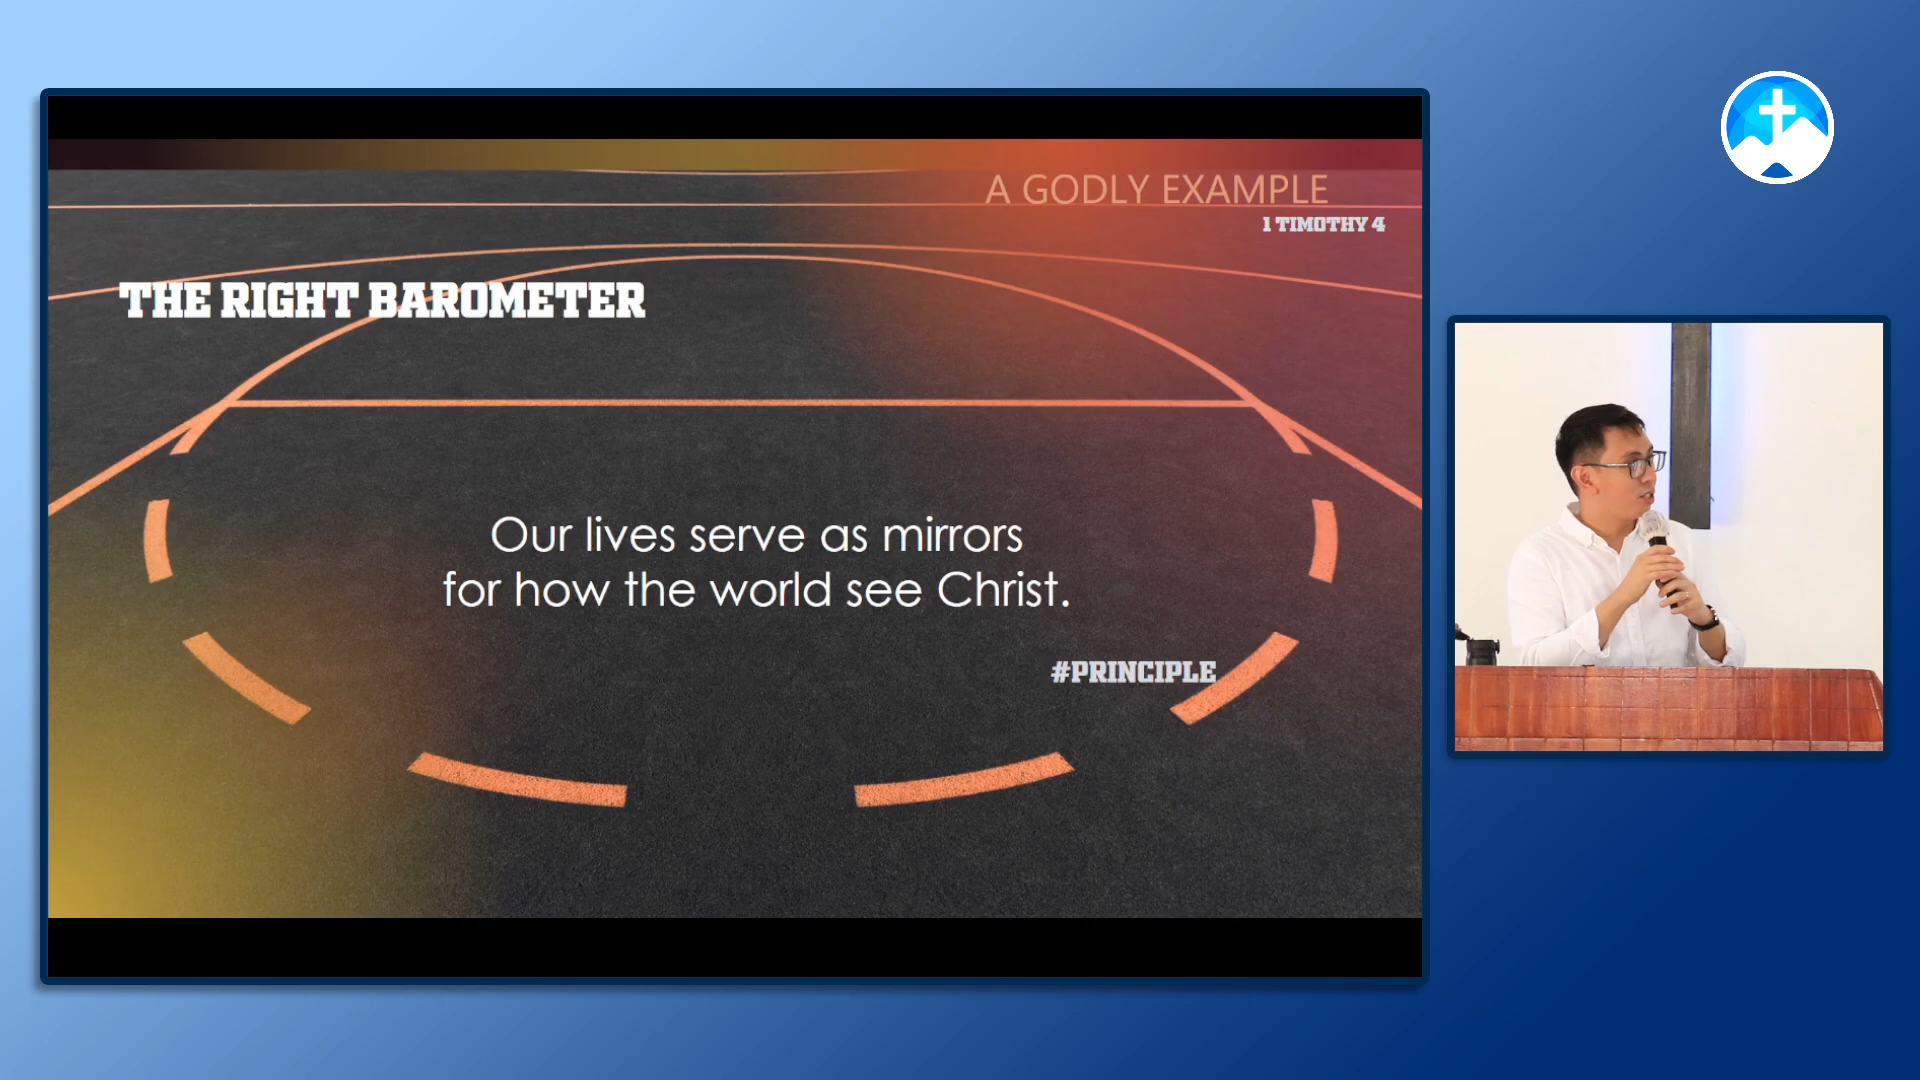 A GODLY EXAMPLE
1 TIMOTHY 4
THE RIGHT BAROMETER
Our lives serve as mirrors
for how the world see Christ.
#PRINCIPLE